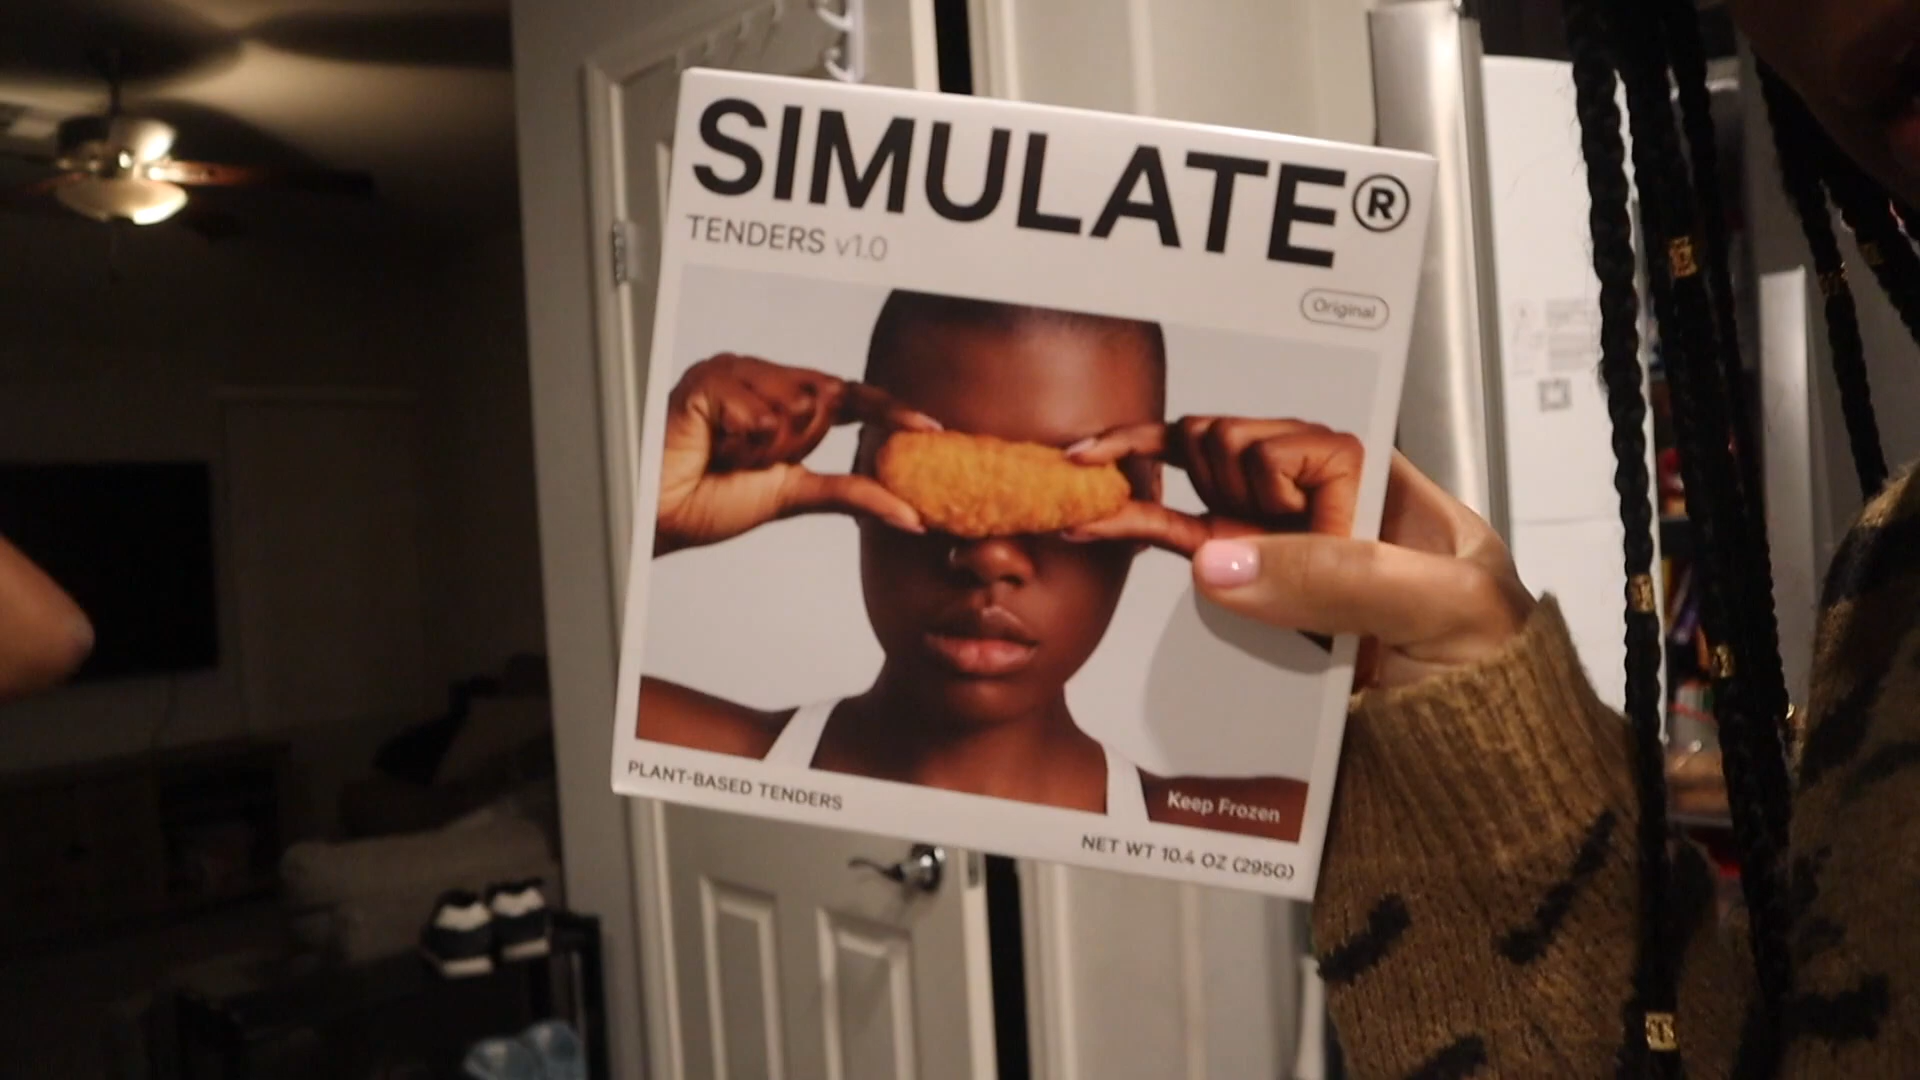 SIMULATE®
TENDERS v1.0
Original
PLANT-BASED TENDERS
Keep Frozen
NET WT 10.4 OZ (295G)